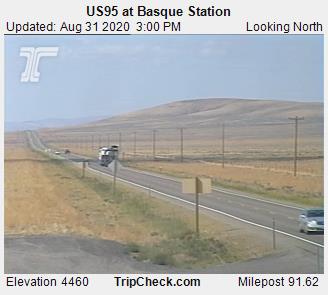 US95 at Basque Station
Updated: Aug 31 2020 3:00 PM Looking North
Elevation 4460 TripCheck.com Milepost 91.62